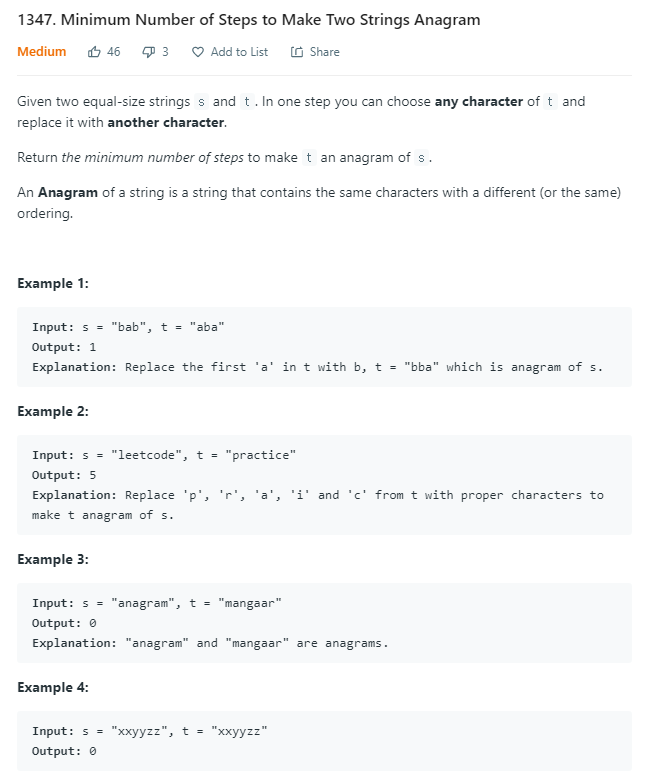 1347. Minimum Number of Steps to Make Two Strings Anagram
Medium 46 3 Add to List Share
Given two equal-size strings s and t. In one step you can choose any character of t and
replace it with another character.
Return the minimum number of steps to make t an anagram of s.
An Anagram of a string is a string that contains the same characters with a different (or the same)
ordering.
Example 1:
Input: s = "bab", t = "aba"
Output: 1
Explanation: Replace the first 'a' in t with b, t = "bba" which is anagram of s.
Example 2:
Input: s = "leetcode", t = "practice"
Output: 5
Explanation: Replace 'p', 'r', 'a', 'i' and 'c' from t with proper characters to
make t anagram of s.
Example 3:
Input: s = "anagram", t = "mangaar"
Output: 0
Explanation: "anagram" and "mangaar" are anagrams.
Example 4:
Input: s = "xxyyzz", t = "xxyyzz"
Output: 0